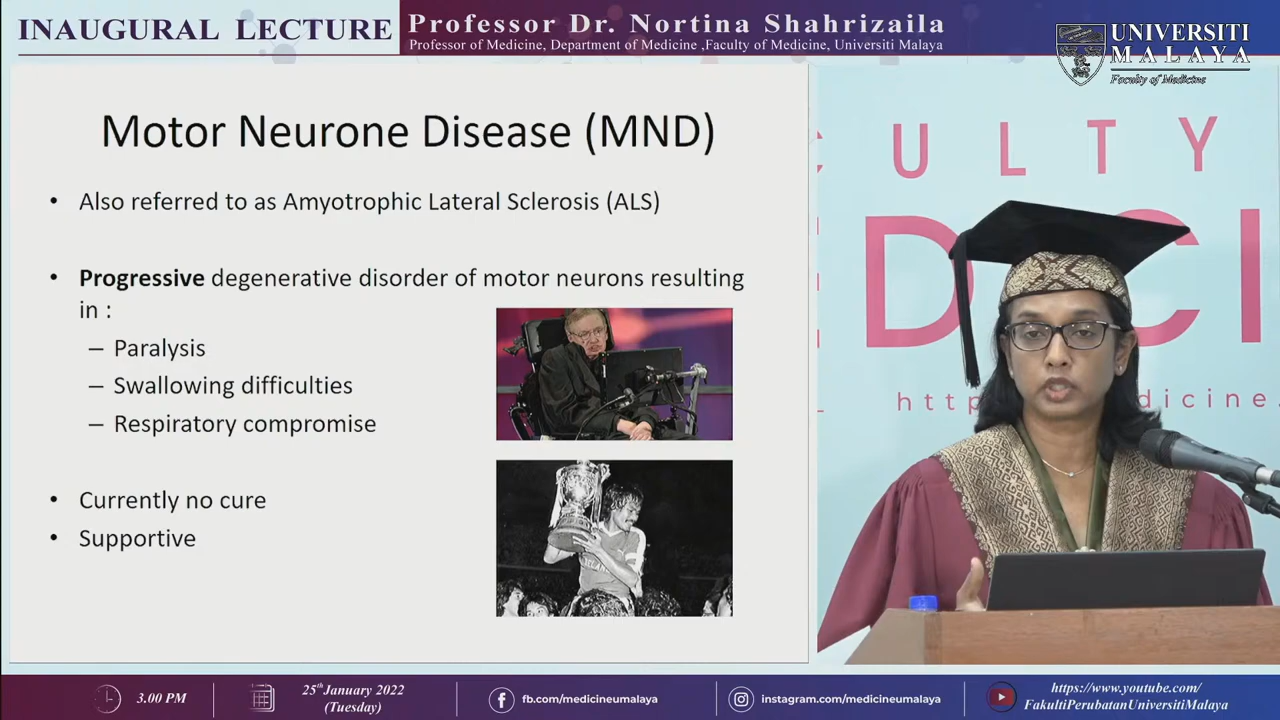 INAUGURAL LECTURE
Professor Dr. Nortina Shahrizaila
Professor of Medicine, Department of Medicine ,Faculty of Medicine, Universiti Malaya
UNIVERSITI
MALAYA
Faculty of Medicine
Motor Neurone Disease (MND)
• Also referred to as Amyotrophic Lateral Sclerosis (ALS)
• Progressive degenerative disorder of motor neurons resulting
in :
– Paralysis
– Swallowing difficulties
– Respiratory compromise
• Currently no cure
• Supportive
ULTY
http
dicine.
3.00 PM
25th January 2022
(Tuesday)
fb.com/medicineumalaya
instagram.com/medicineumalaya
https://www.youtube.com/
FakultiPerubatanUniversitiMalaya